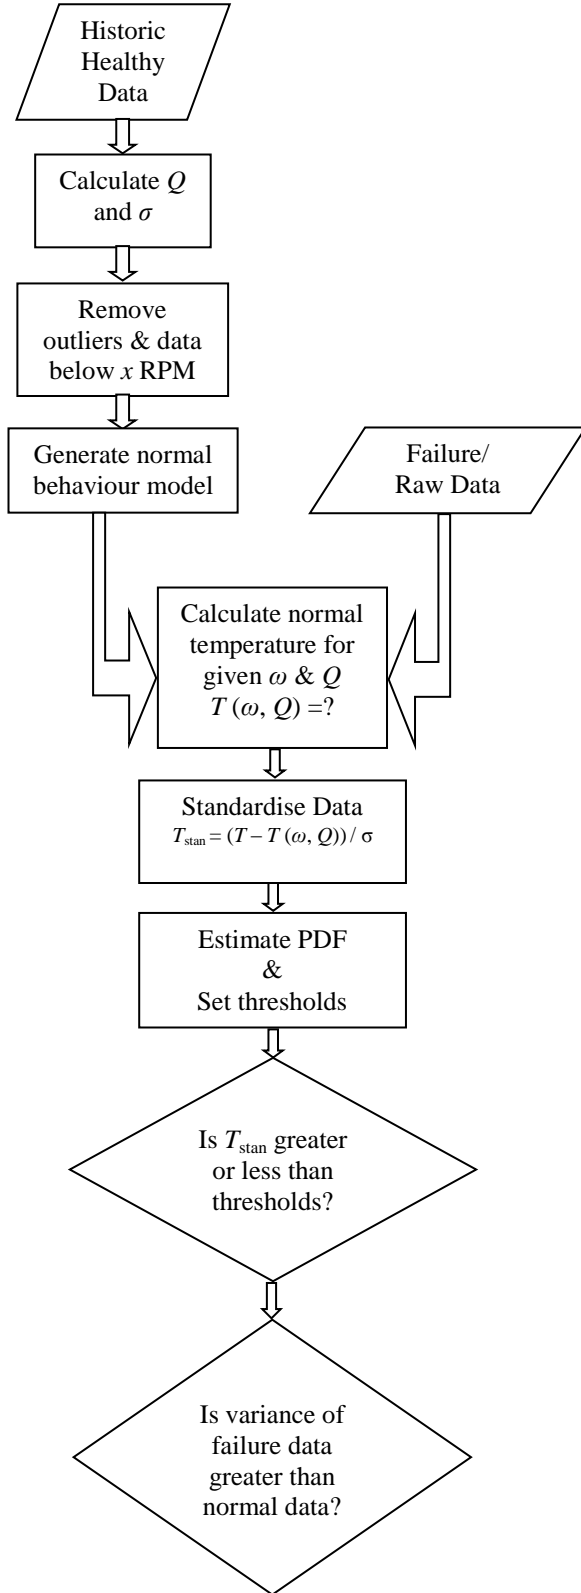 Historic
Healthy
Data
Calculate Q
and σ
Remove
outliers & data
below x RPM
Generate normal
behaviour model
Failure/
Raw Data
Calculate normal
temperature for
given ω & Q
T (ω, Q) =?
Standardise Data
Tstan = (T – T (ω, Q)) / σ
Estimate PDF
&
Set thresholds
Is Tstan greater
or less than
thresholds?
Is variance of
failure data
greater than
normal data?